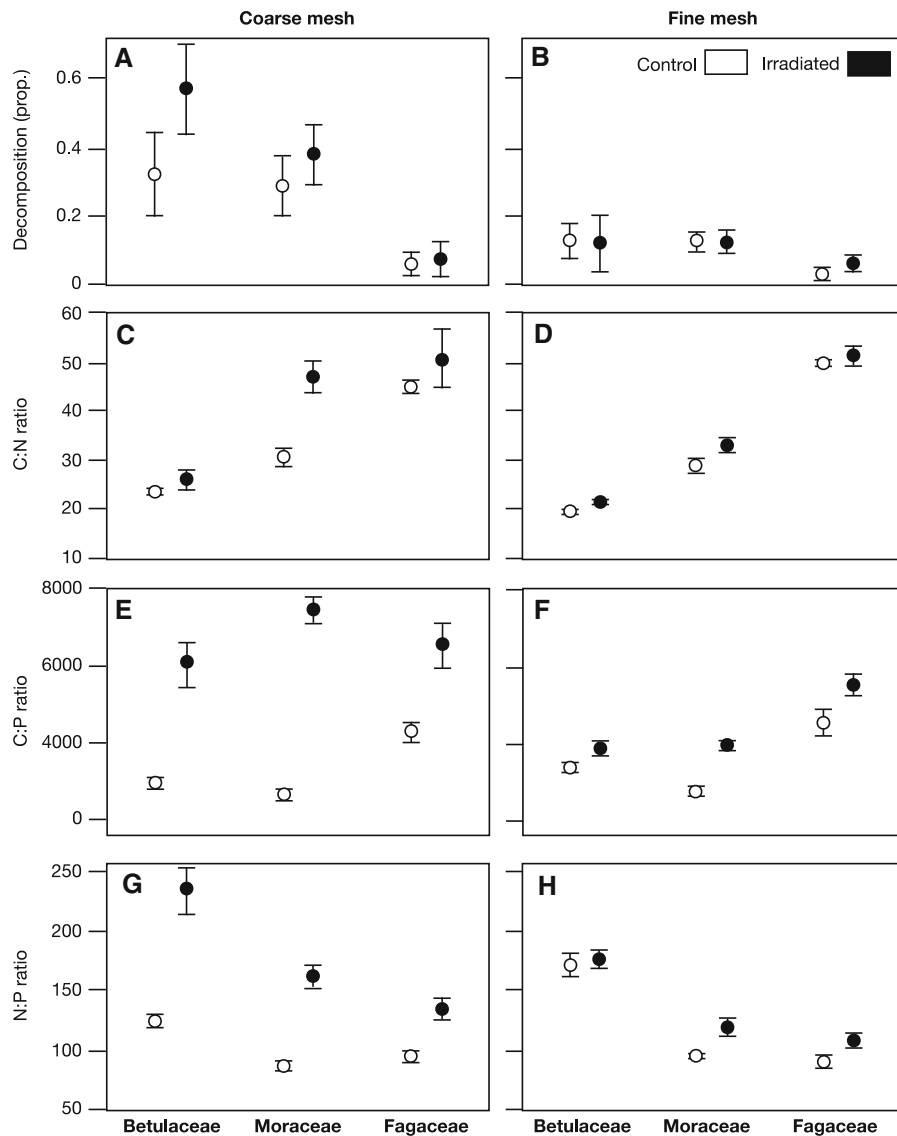 Coarse mesh
Fine mesh
A
B
Control
Irradiated
Decomposition (prop.)
0.6
0.4
0.2
0
C
D
C:N ratio
60
50
40
30
20
10
E
F
C:P ratio
8000
6000
4000
0
G
H
N:P ratio
250
200
150
100
50
Betulaceae Moraceae Fagaceae
Betulaceae Moraceae Fagaceae